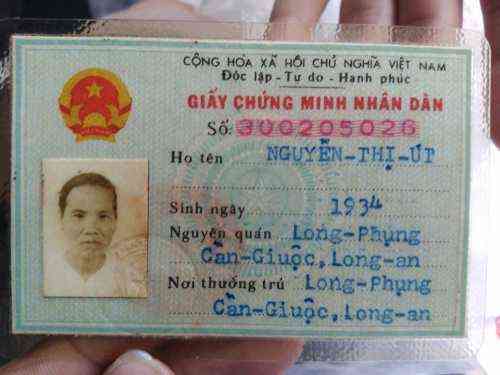 CỘNG HÒA XÃ HỘI CHỦ NGHĨA VIỆT NAM
Độc lập - Tự do - Hạnh phúc
GIẤY CHỨNG MINH NHÂN DÂN
Số 300205026
Họ tên NGUYỄN-THỊ-ÚT
Sinh ngày 1934
Nguyên quán Long-Phụng
Cần-Giuộc, Long-an
Nơi thường trú Long-Phụng
Cần-Giuộc, Long-an